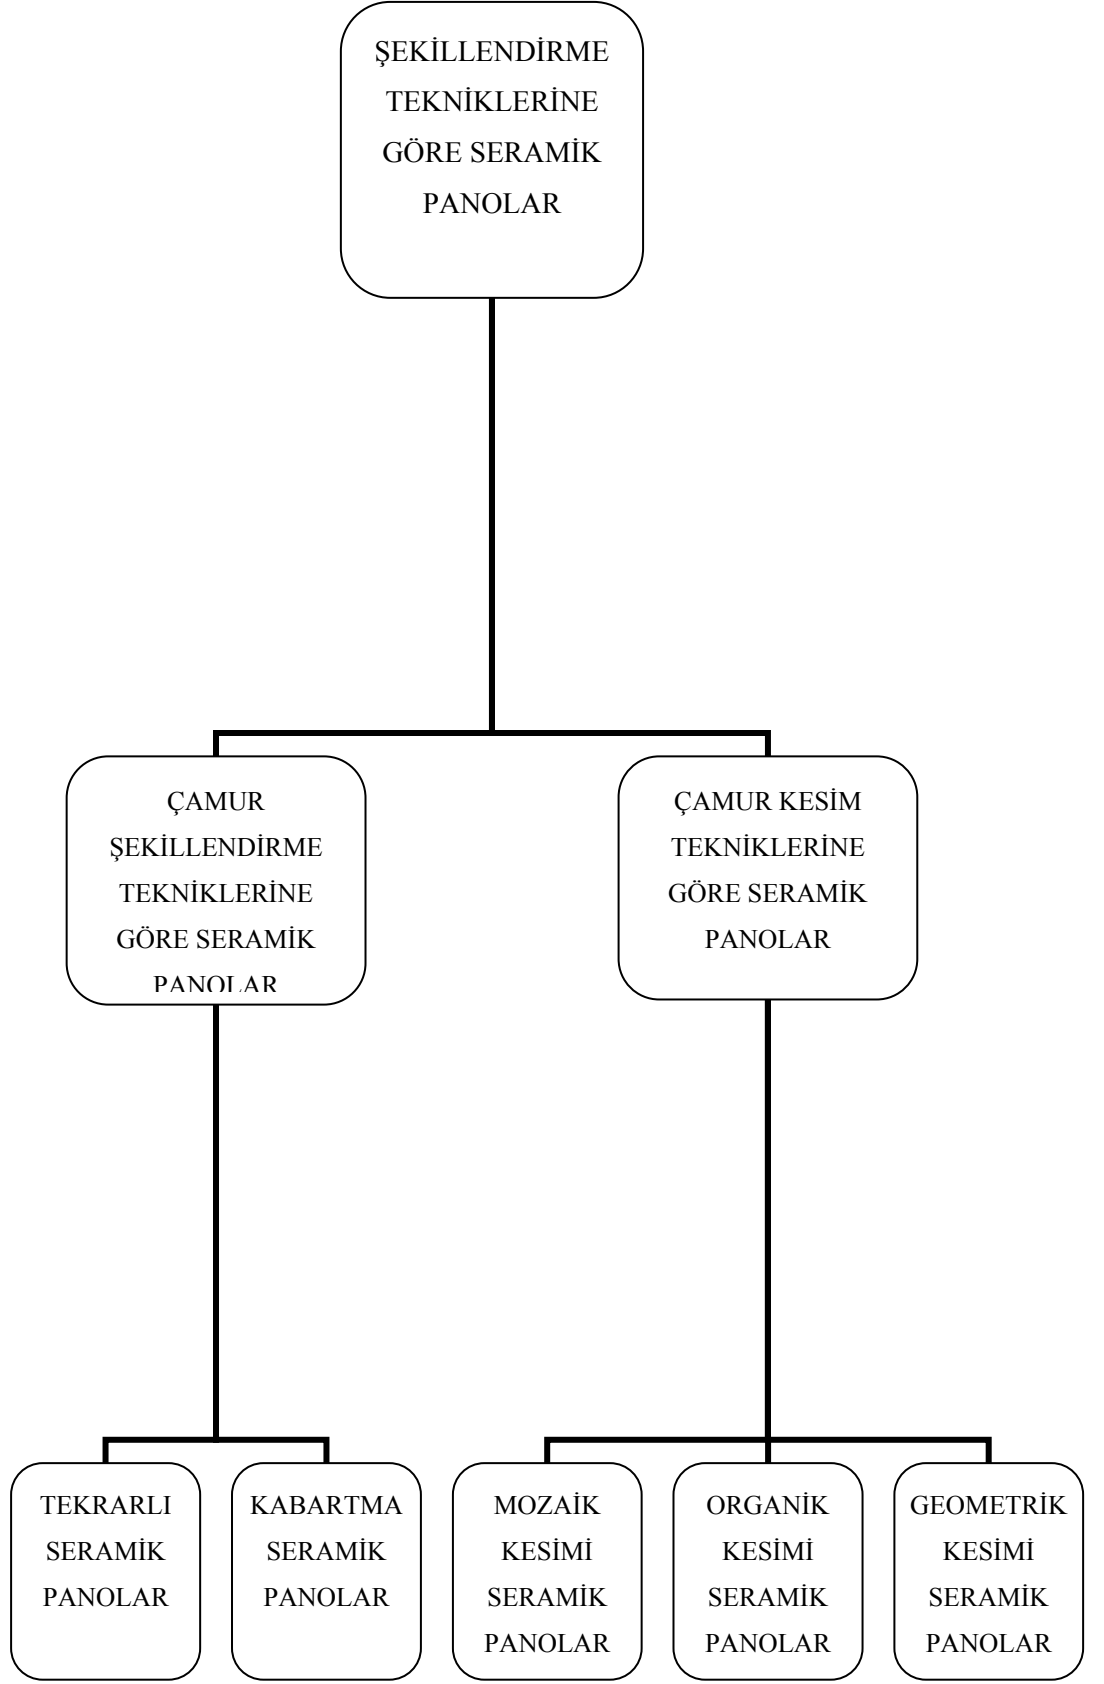 ŞEKİLLENDİRME
TEKNİKLERİNE
GÖRE SERAMİK
PANOLAR
ÇAMUR
ŞEKİLLENDİRME
TEKNİKLERİNE
GÖRE SERAMİK
PANOLAR
ÇAMUR KESİM
TEKNİKLERİNE
GÖRE SERAMİK
PANOLAR
TEKRARLI
SERAMİK
PANOLAR
KABARTMA
SERAMİK
PANOLAR
MOZAİK
KESİMİ
SERAMİK
PANOLAR
ORGANİK
KESİMİ
SERAMİK
PANOLAR
GEOMETRİK
KESİMİ
SERAMİK
PANOLAR